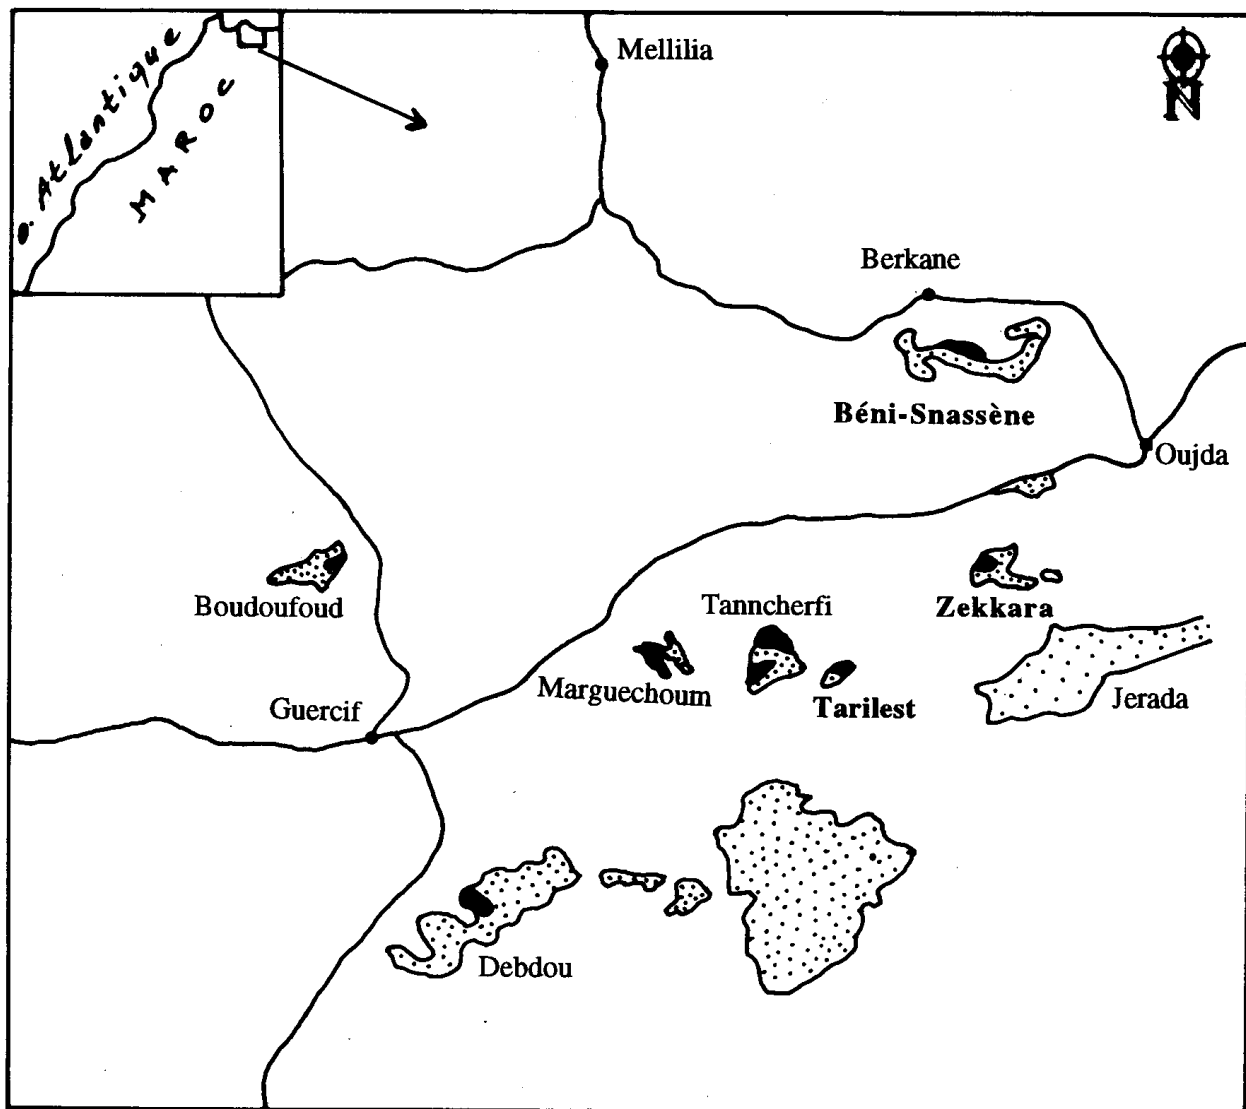 O. Atlantique
MAROC
Mellilia
N
Berkane
Béni-Snassène
Oujda
Boudoufoud
Tanncherfi
Zekkara
Marguechoum
Tarilest
Jerada
Guercif
Debdou